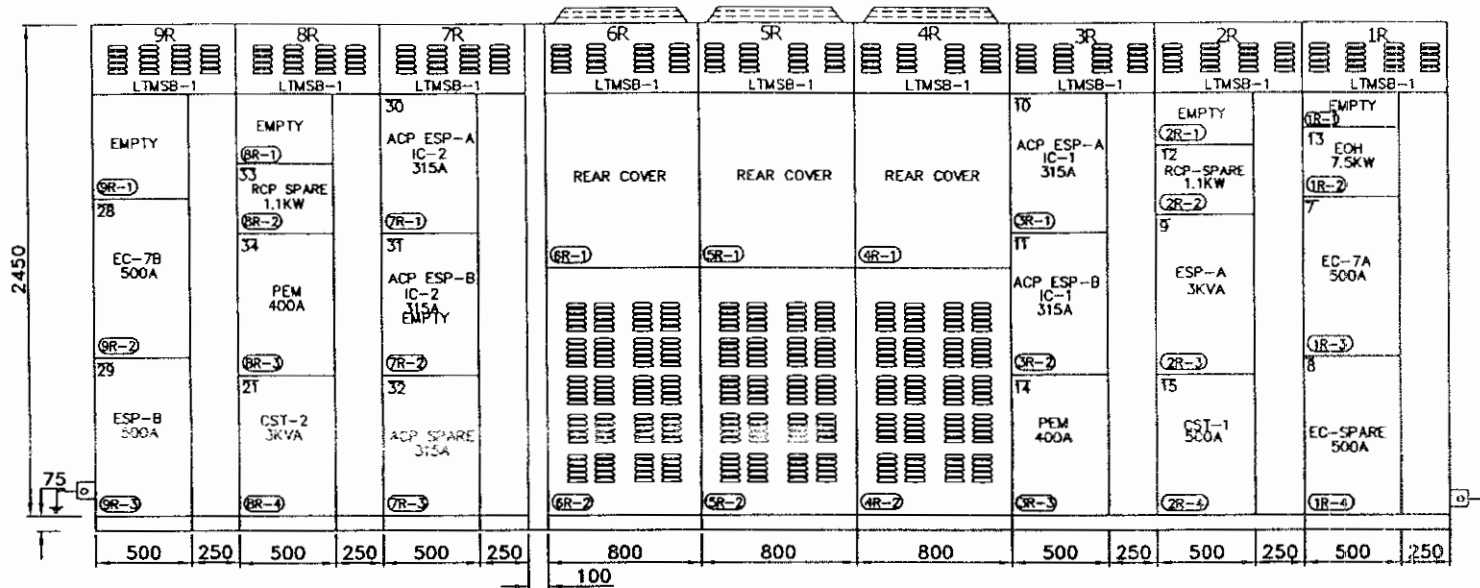 9R
8R
7R
6R
5R
4R
3R
2R
1R
LTMSB-1
LTMSB-1
LTMSB-1
LTMSB-1
LTMSB-1
LTMSB-1
LTMSB-1
LTMSB-1
LTMSB-1
EMPTY
9R-1
28
EC-7B
500A
9R-2
29
ESP-B
500A
9R-3
EMPTY
8R-1
33
RCP SPARE
1.1KW
8R-2
34
PEM
400A
8R-3
21
CST-2
3KVA
8R-4
30
ACP ESP-A
IC-2
315A
7R-1
31
ACP ESP-B
IC-2
315A
EMPTY
7R-2
32
ACP SPARE
315A
7R-3
REAR COVER
6R-1
6R-2
REAR COVER
5R-1
5R-2
REAR COVER
4R-1
4R-2
10
ACP ESP-A
IC-1
315A
3R-1
11
ACP ESP-B
IC-1
315A
3R-2
14
PEM
400A
3R-3
EMPTY
2R-1
12
RCP-SPARE
1.1KW
2R-2
9
ESP-A
3KVA
2R-3
15
CST-1
500A
2R-4
EMPTY
1R-1
13
EOH
7.5KW
1R-2
7
EC-7A
500A
1R-3
8
EC-SPARE
500A
1R-4
2450
75
500
250
500
250
500
250
800
800
800
500
250
500
250
500
250
100